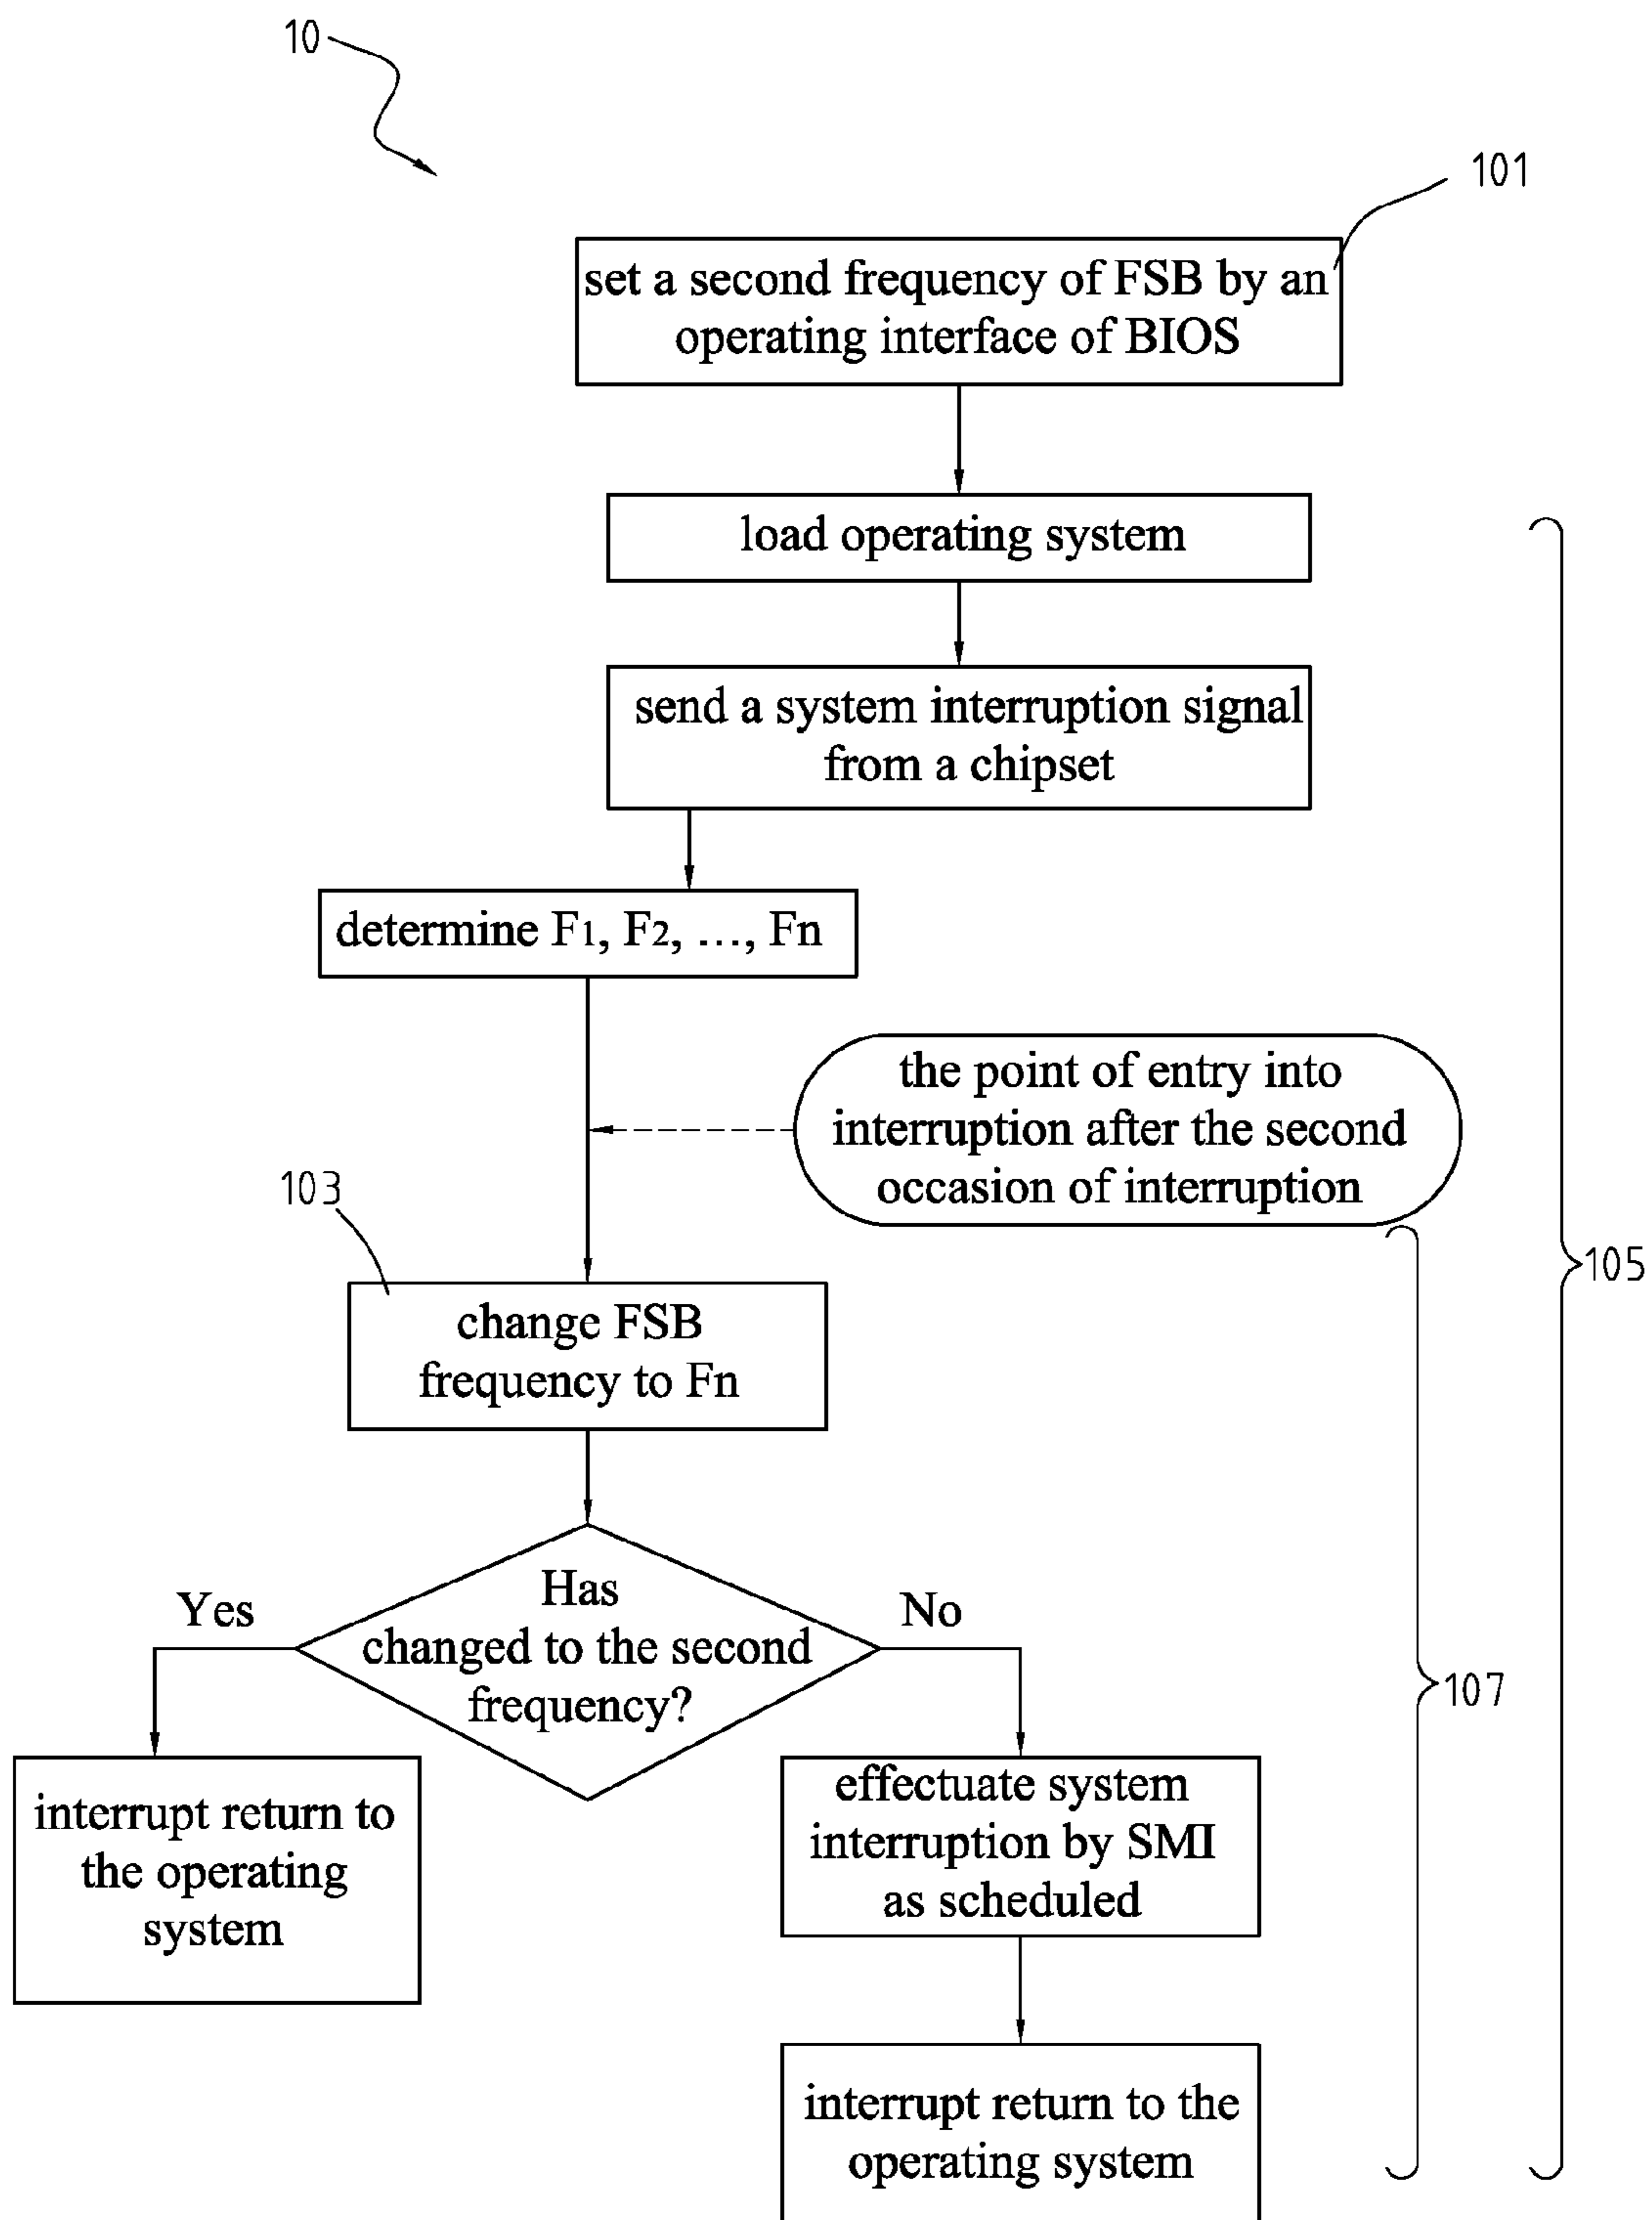 10
101
set a second frequency of FSB by an
operating interface of BIOS
load operating system
send a system interruption signal
from a chipset
determine F1, F2, ..., Fn
the point of entry into
interruption after the second
occasion of interruption
103
105
change FSB
frequency to Fn
Has
changed to the second
frequency?
Yes
No
107
interrupt return to
the operating
system
effectuate system
interruption by SMI
as scheduled
interrupt return to the
operating system